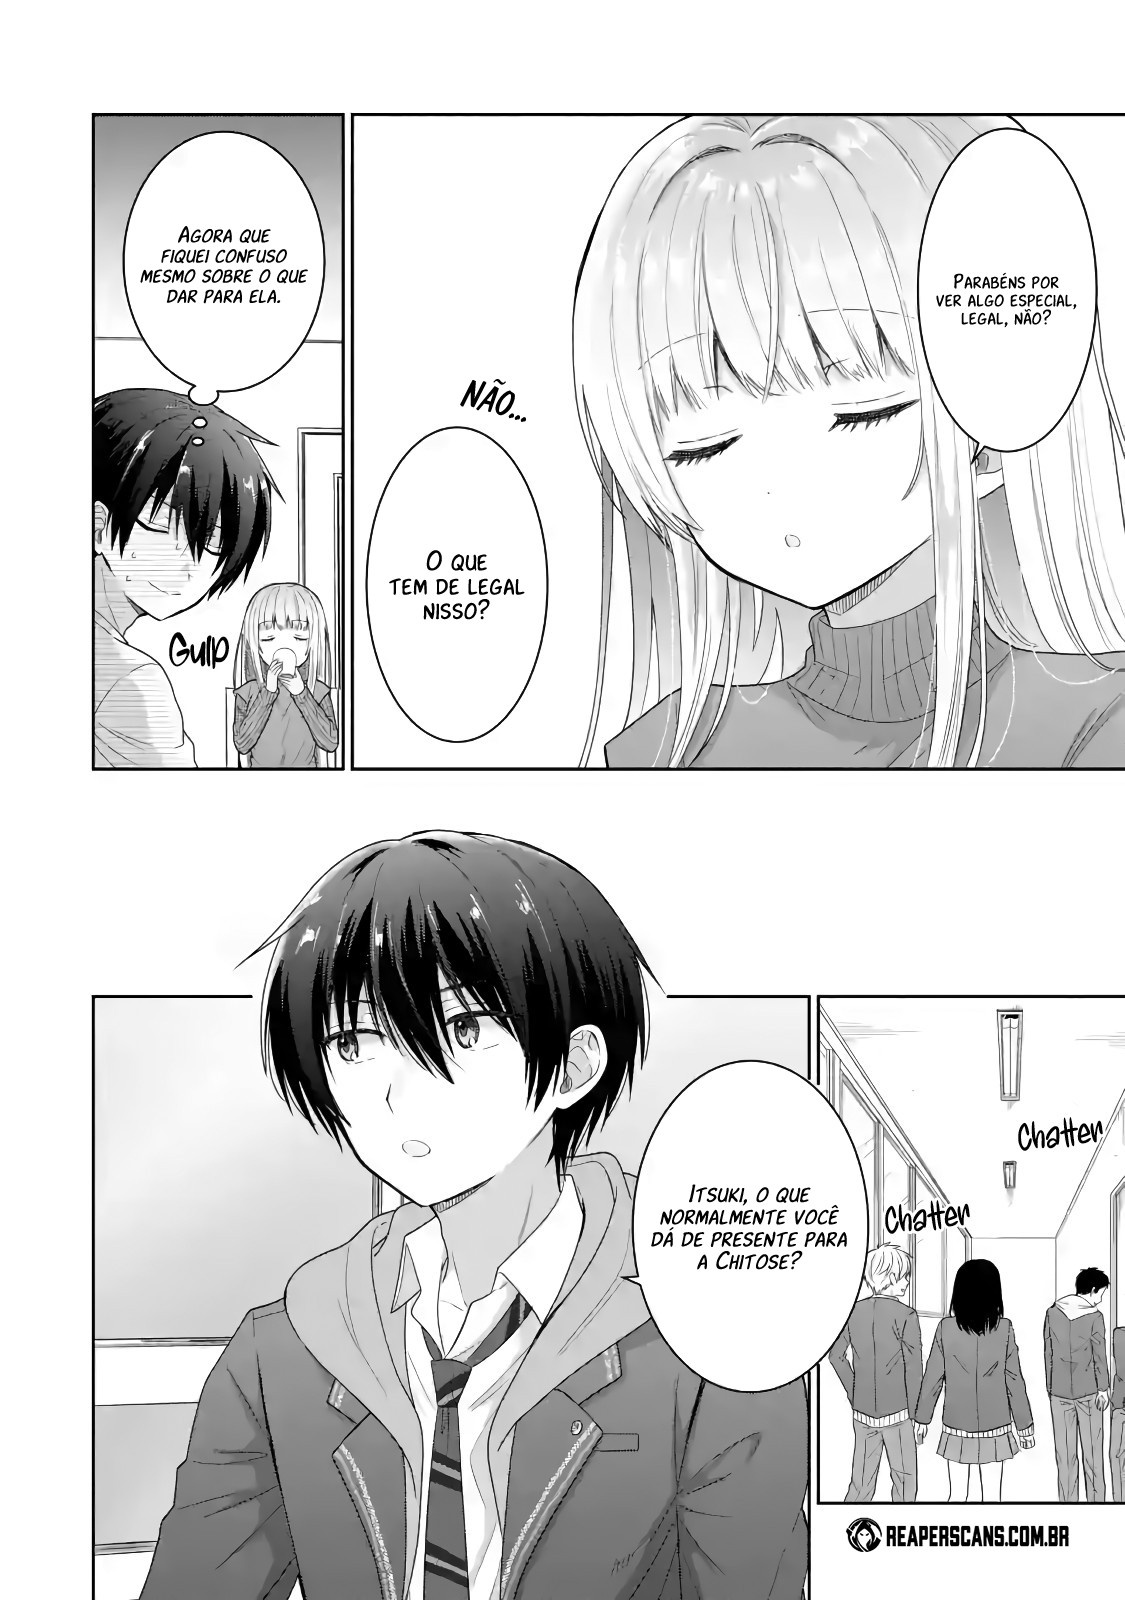 PARABÉNS POR
VER ALGO ESPECIAL,
LEGAL, NÃO?
NÃO...
O QUE
TEM DE LEGAL
NISSO?
AGORA QUE
FIQUEI CONFUSO
MESMO SOBRE O QUE
DAR PARA ELA.
Gulp
Chatter
Chatter
ITSUKI, O QUE
NORMALMENTE VOCÊ
DÁ DE PRESENTE PARA
A CHITOSE?
REAPERSCANS.COM.BR